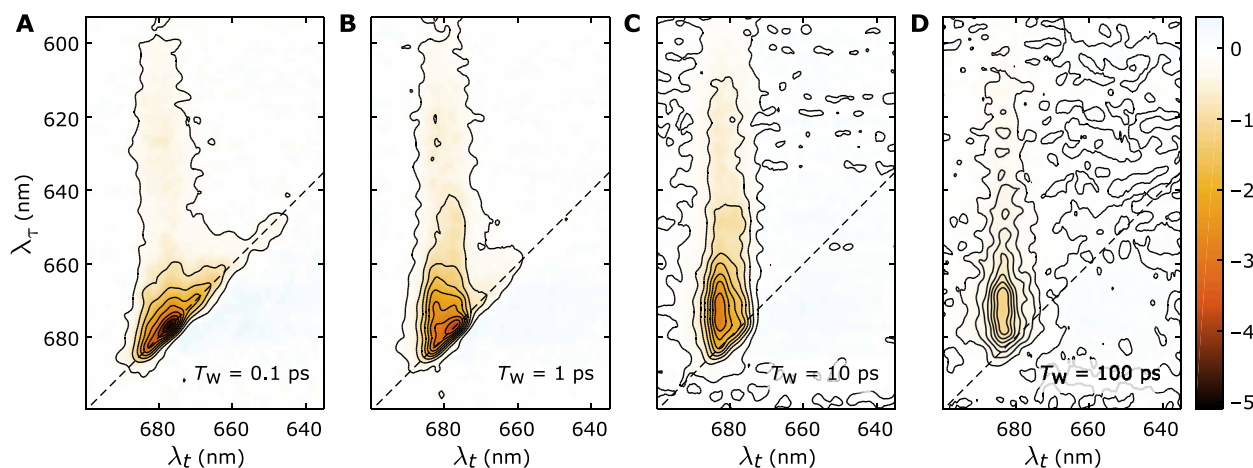 A
B
C
D
600
620
640
660
680
λτ (nm)
0
−1
−2
−3
−4
−5
TW = 0.1 ps
TW = 1 ps
TW = 10 ps
TW = 100 ps
680 660 640
680 660 640
680 660 640
680 660 640
λt (nm)
λt (nm)
λt (nm)
λt (nm)